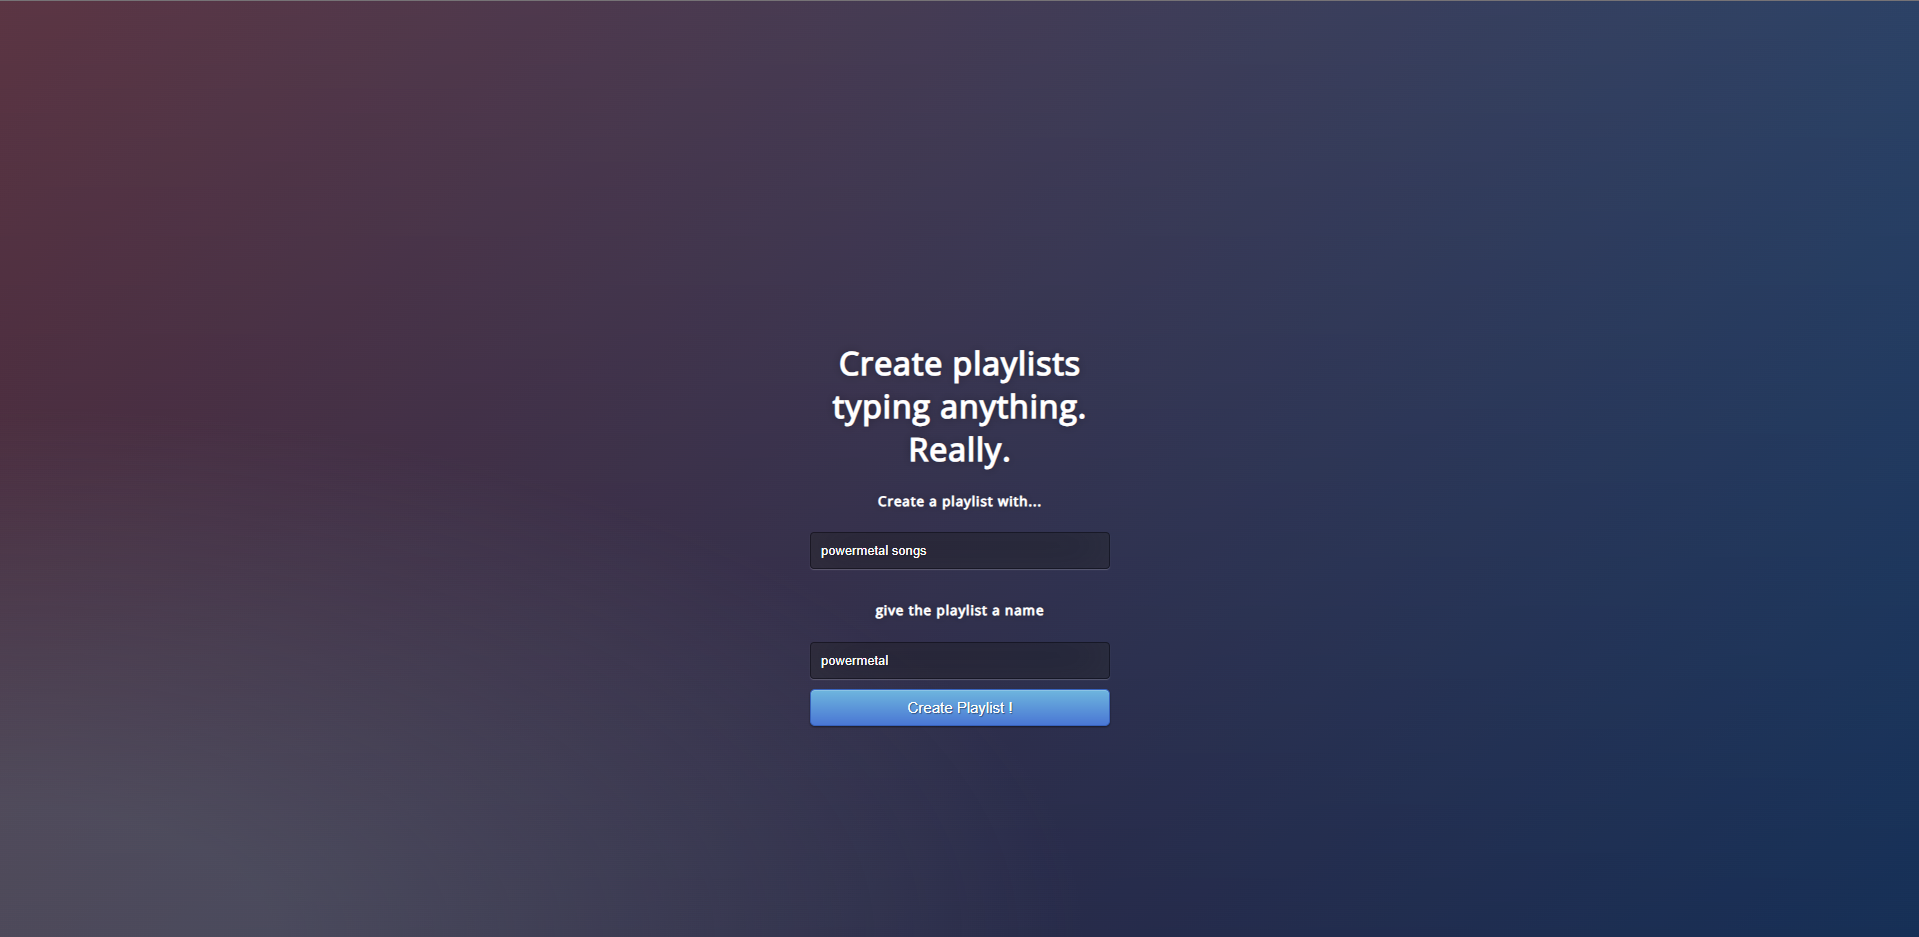 Create playlists
typing anything.
Really.
Create a playlist with...
powermetal songs
give the playlist a name
powermetal
Create Playlist !